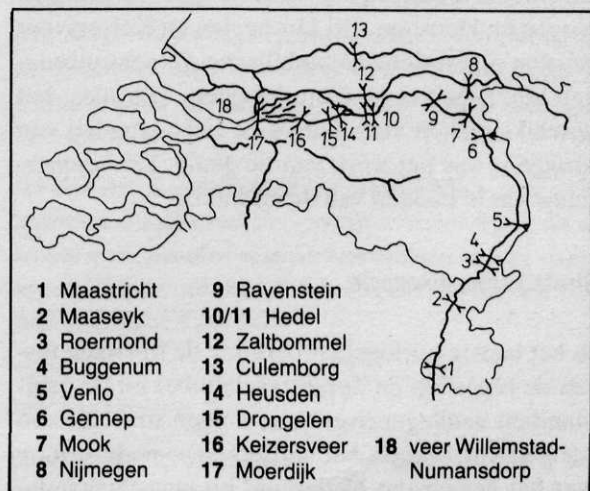 13
8
12
18
17
16
15
14
11
10
9
7
6
5
4
3
2
1
1 Maastricht
2 Maaseyk
3 Roermond
4 Buggenum
5 Venlo
6 Gennep
7 Mook
8 Nijmegen
9 Ravenstein
10/11 Hedel
12 Zaltbommel
13 Culemborg
14 Heusden
15 Drongelen
16 Keizersveer
17 Moerdijk
18 veer Willemstad-
Numansdorp